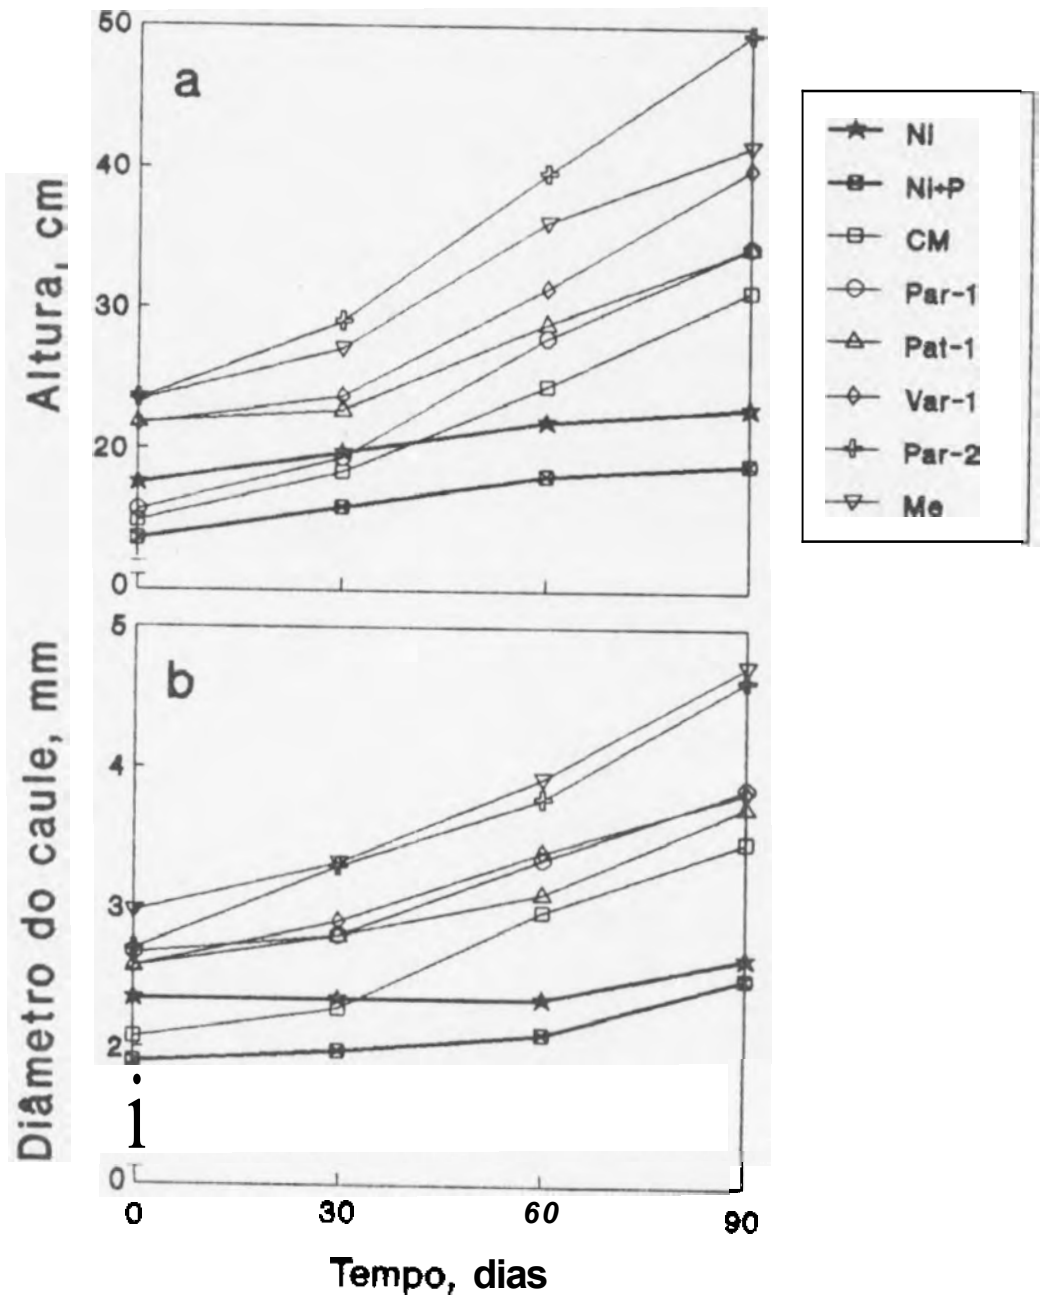 50
a
40
Altura, cm
30
20
0
NI
NI+P
CM
Par-1
Pat-1
Var-1
Par-2
Me
5
b
4
Diâmetro do caule, mm
3
2
i
0
0 30 60 90
Tempo, dias